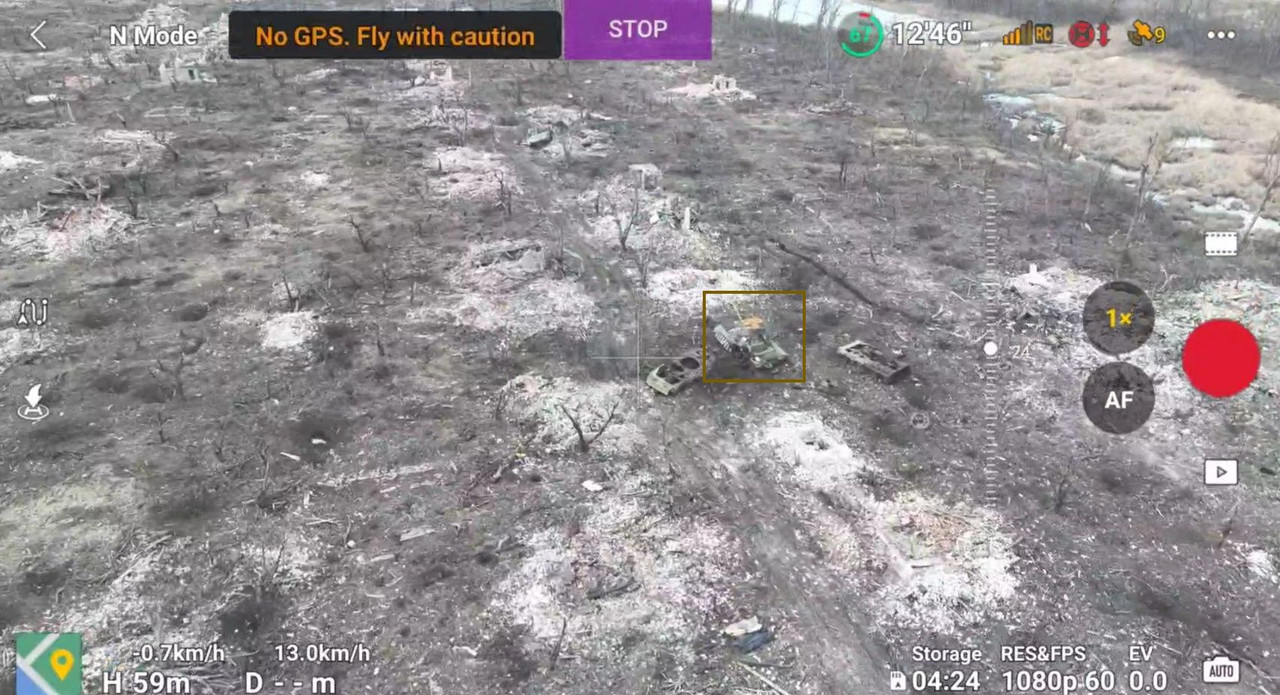 N Mode
No GPS. Fly with caution
STOP
67
12'46"
RC
9
24
1×
AF
-0.7km/h
13.0km/h
H 59m
D - - m
Storage
RES&FPS
EV
04:24
1080p 60
0.0
AUTO